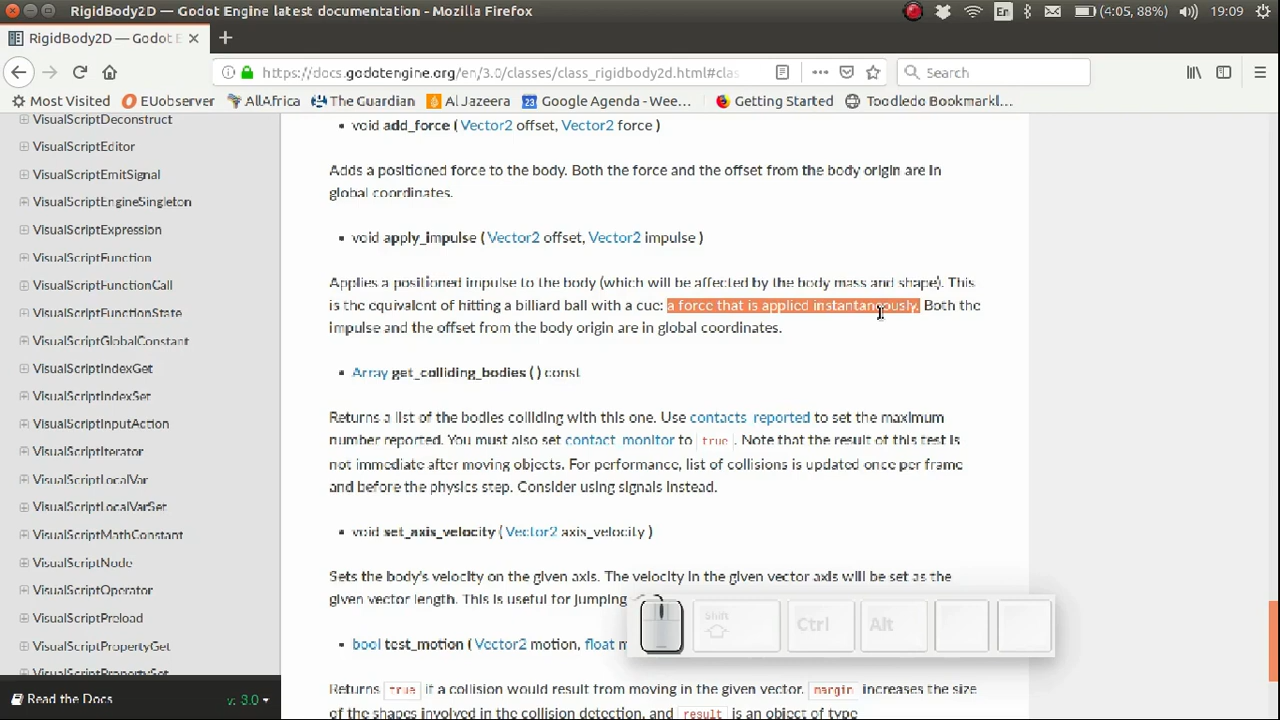 RigidBody2D — Godot Engine latest documentation - Mozilla Firefox
En
(4:05, 88%)
19:09
RigidBody2D — Godot E
https://docs.godotengine.org/en/3.0/classes/class_rigidbody2d.html#clas
Search
Most Visited
EUobserver
AllAfrica
The Guardian
Al Jazeera
23
Google Agenda - Wee…
Getting Started
Toodledo Bookmarkl…
VisualScriptDeconstruct
VisualScriptEditor
VisualScriptEmitSignal
VisualScriptEngineSingleton
VisualScriptExpression
VisualScriptFunction
VisualScriptFunctionCall
VisualScriptFunctionState
VisualScriptGlobalConstant
VisualScriptIndexGet
VisualScriptIndexSet
VisualScriptInputAction
VisualScriptIterator
VisualScriptLocalVar
VisualScriptLocalVarSet
VisualScriptMathConstant
VisualScriptNode
VisualScriptOperator
VisualScriptPreload
VisualScriptPropertyGet
VisualScriptPropertySet
Read the Docs
v: 3.0
void add_force ( Vector2 offset, Vector2 force )
Adds a positioned force to the body. Both the force and the offset from the body origin are in
global coordinates.
void apply_impulse ( Vector2 offset, Vector2 impulse )
Applies a positioned impulse to the body (which will be affected by the body mass and shape). This
is the equivalent of hitting a billiard ball with a cue: a force that is applied instantaneously. Both the
impulse and the offset from the body origin are in global coordinates.
Array get_colliding_bodies ( ) const
Returns a list of the bodies colliding with this one. Use contacts_reported to set the maximum
number reported. You must also set contact_monitor to true . Note that the result of this test is
not immediate after moving objects. For performance, list of collisions is updated once per frame
and before the physics step. Consider using signals instead.
void set_axis_velocity ( Vector2 axis_velocity )
Sets the body's velocity on the given axis. The velocity in the given vector axis will be set as the
given vector length. This is useful for jumping
bool test_motion ( Vector2 motion, float
Returns true if a collision would result from moving in the given vector. margin increases the size
of the shapes involved in the collision detection, and result is an object of type
Shift
Ctrl
Alt